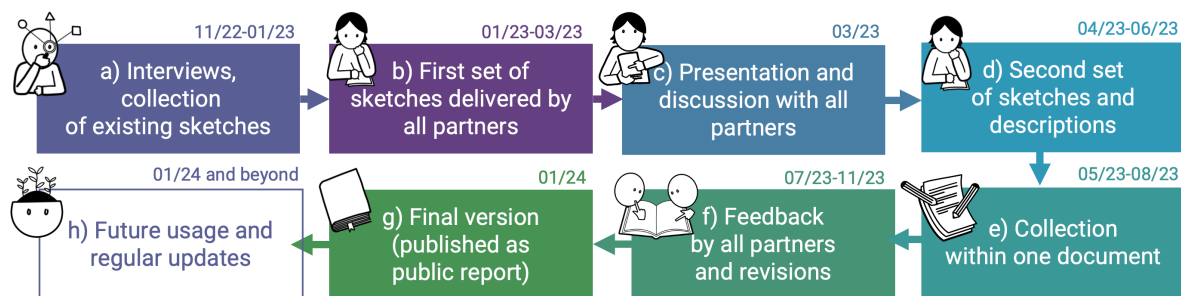 11/22-01/23
a) Interviews,
collection
of existing sketches
01/23-03/23
b) First set of
sketches delivered by
all partners
03/23
c) Presentation and
discussion with all
partners
04/23-06/23
d) Second set
of sketches and
descriptions
05/23-08/23
e) Collection
within one document
07/23-11/23
f) Feedback
by all partners
and revisions
01/24
g) Final version
(published as
public report)
01/24 and beyond
h) Future usage and
regular updates